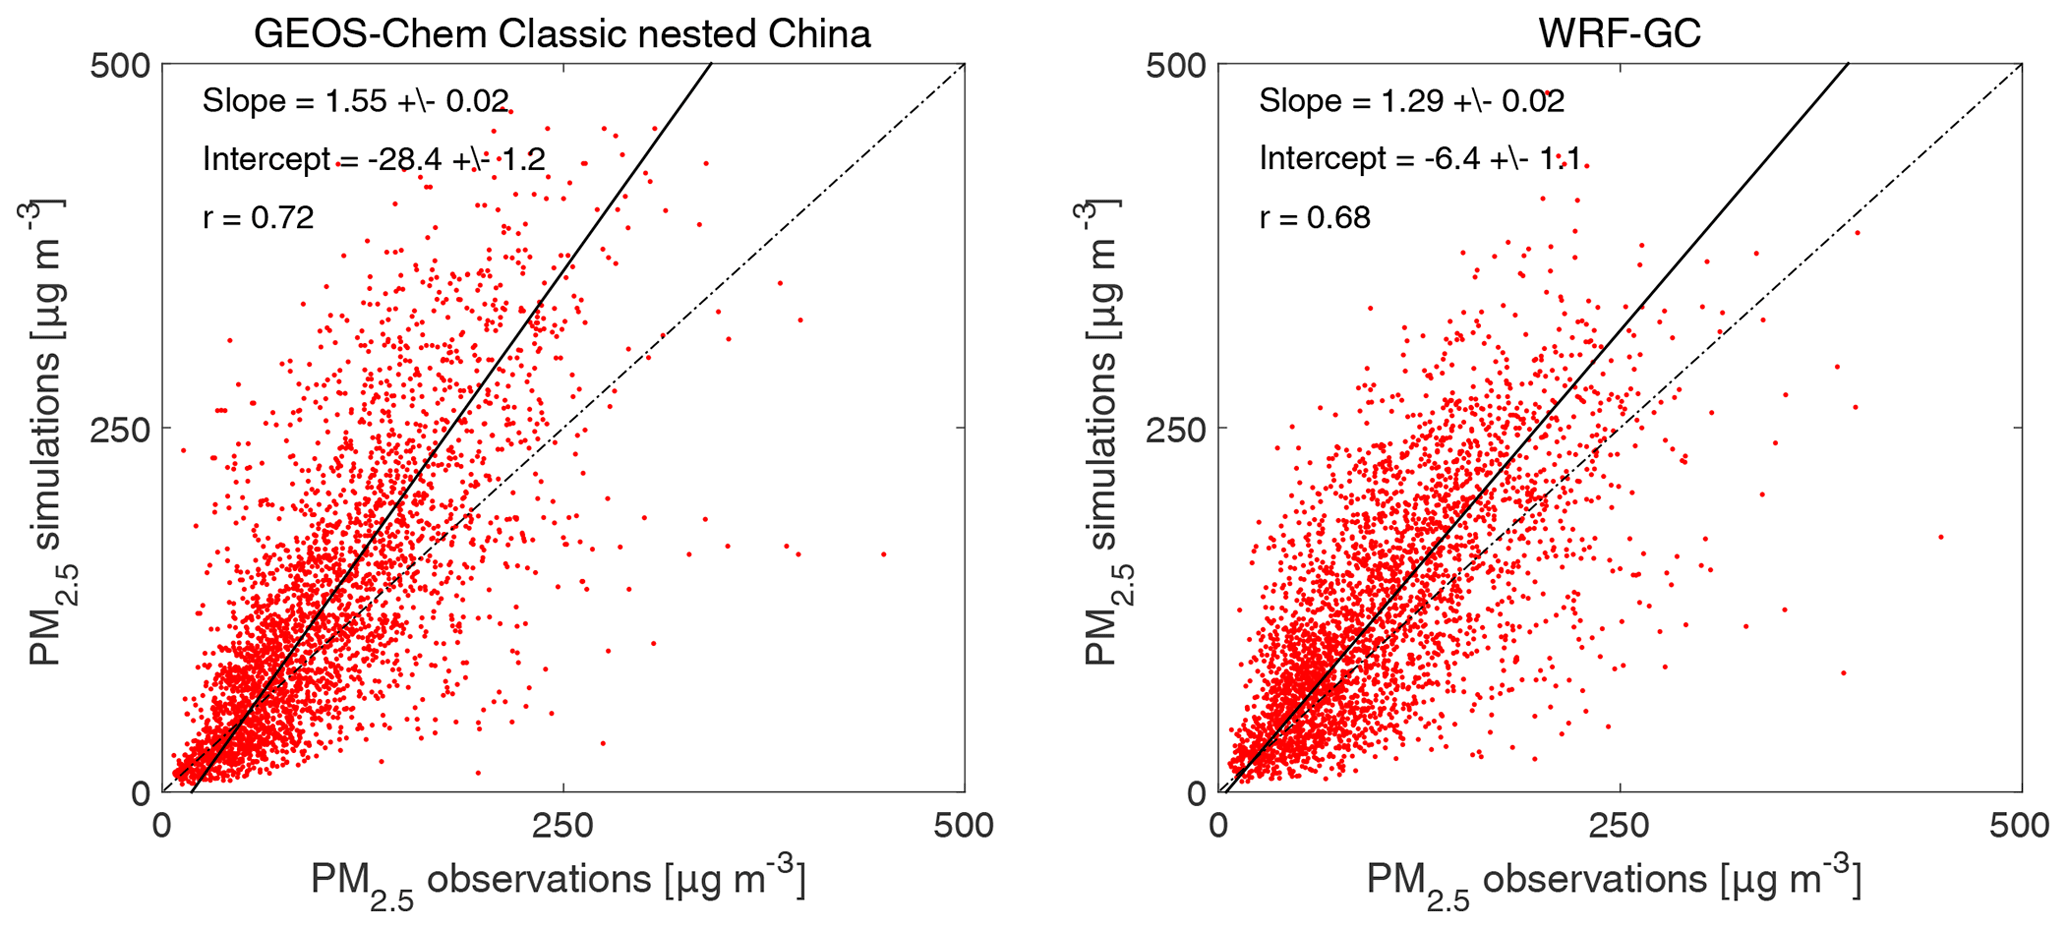 GEOS-Chem Classic nested China
500
Slope = 1.55 +\- 0.02
Intercept = -28.4 +\- 1.2
r = 0.72
250
0
0 250 500
PM2.5 simulations [µg m-3]
PM2.5 observations [µg m-3]
WRF-GC
500
Slope = 1.29 +\- 0.02
Intercept = -6.4 +\- 1.1
r = 0.68
250
0
0 250 500
PM2.5 simulations [µg m-3]
PM2.5 observations [µg m-3]